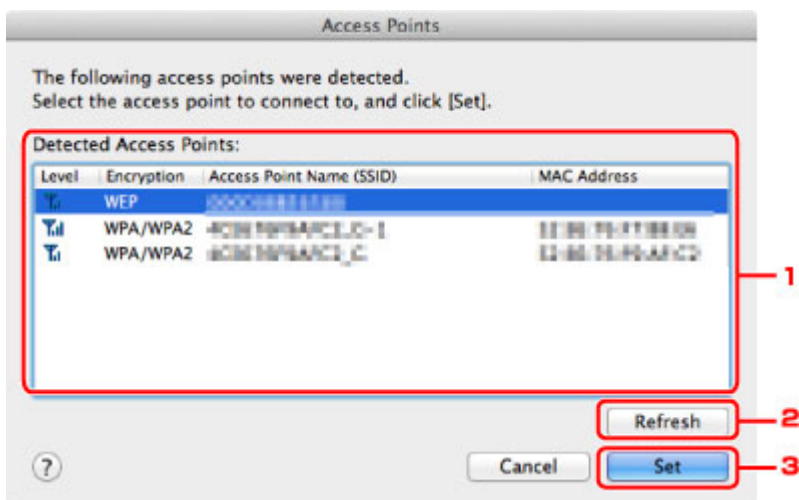 Access Points
The following access points were detected.
Select the access point to connect to, and click [Set].
Detected Access Points:
Level Encryption Access Point Name (SSID) MAC Address
WEP
WPA/WPA2
WPA/WPA2
1
Refresh 2
? Cancel Set 3